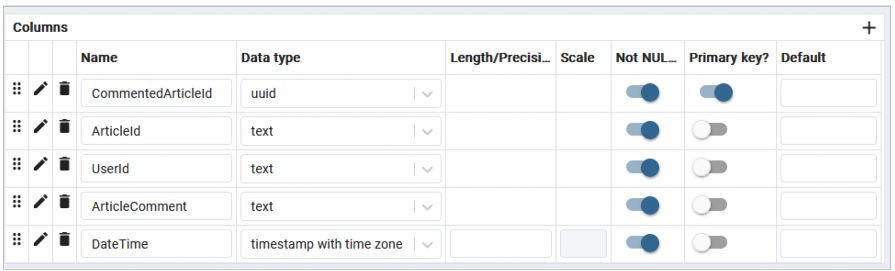 Columns
Name Data type Length/Precisi... Scale Not NUL... Primary key? Default
CommentedArticleId uuid
ArticleId text
UserId text
ArticleComment text
DateTime timestamp with time zone